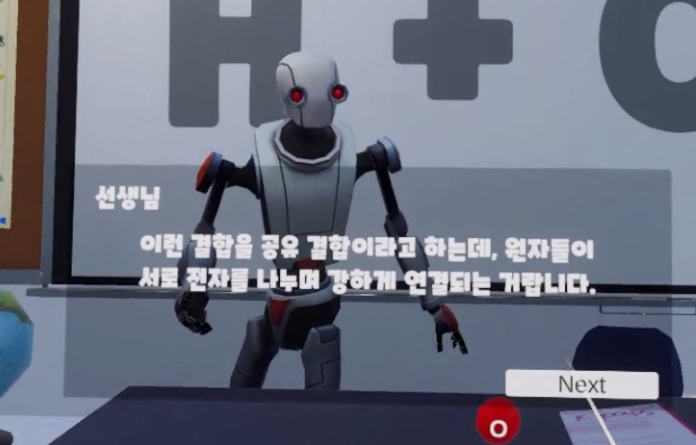 H + O
선생님
이런 결합을 공유 결합이라고 하는데, 원자들이
서로 전자를 나누며 강하게 연결되는 거랍니다.
Next